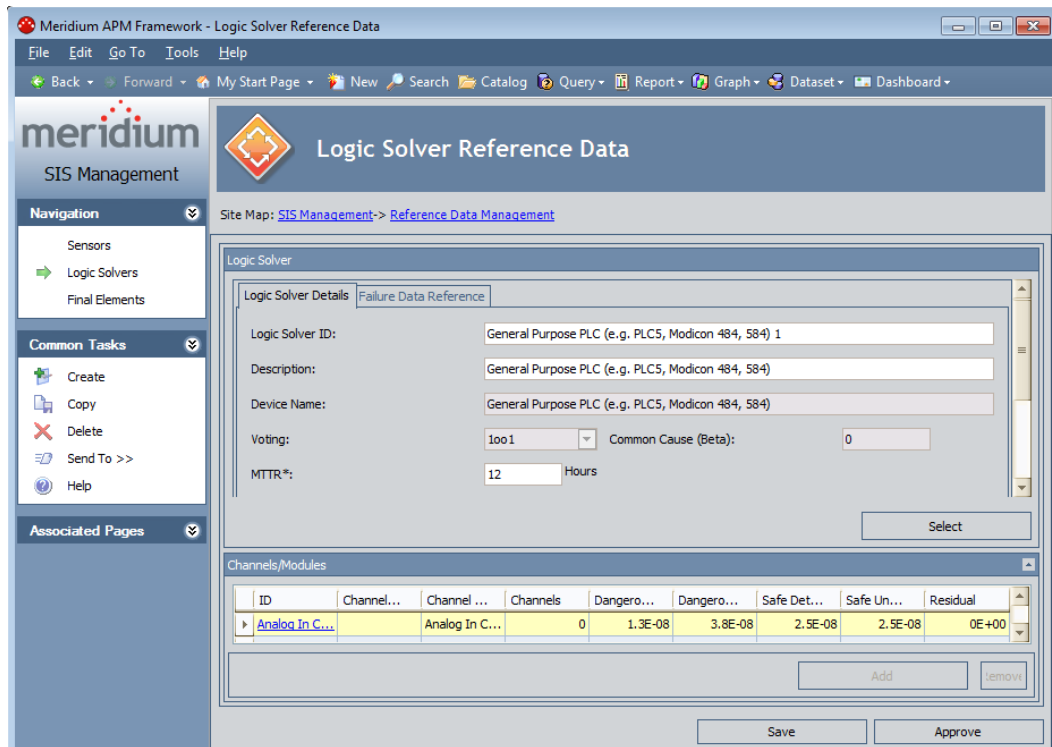 Meridium APM Framework - Logic Solver Reference Data
File Edit Go To Tools Help
Back Forward My Start Page New Search Catalog Query Report Graph Dataset Dashboard
meridium
SIS Management
Logic Solver Reference Data
Navigation
Sensors
Logic Solvers
Final Elements
Common Tasks
Create
Copy
Delete
Send To >>
Help
Associated Pages
Site Map: SIS Management-> Reference Data Management
Logic Solver
Logic Solver Details Failure Data Reference
Logic Solver ID: General Purpose PLC (e.g. PLC5, Modicon 484, 584) 1
Description: General Purpose PLC (e.g. PLC5, Modicon 484, 584)
Device Name: General Purpose PLC (e.g. PLC5, Modicon 484, 584)
Voting: 1oo1 Common Cause (Beta): 0
MTTR*: 12 Hours
Select
Channels/Modules
ID Channel... Channel ... Channels Dangero... Dangero... Safe Det... Safe Un... Residual
Analog In C... Analog In C... 0 1.3E-08 3.8E-08 2.5E-08 2.5E-08 0E+00
Add emove
Save Approve